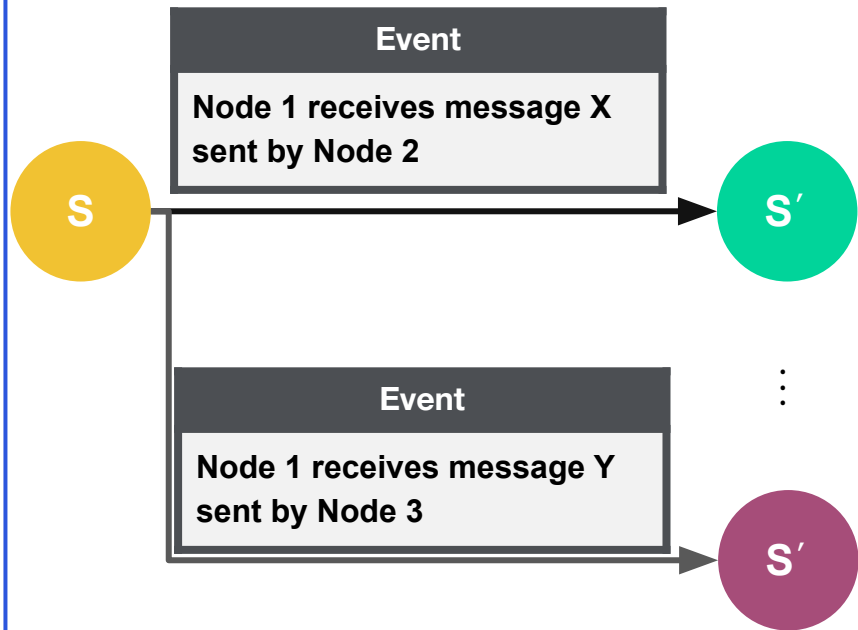 Event
Node 1 receives message X
sent by Node 2
S
S′
⋮
Event
Node 1 receives message Y
sent by Node 3
S′